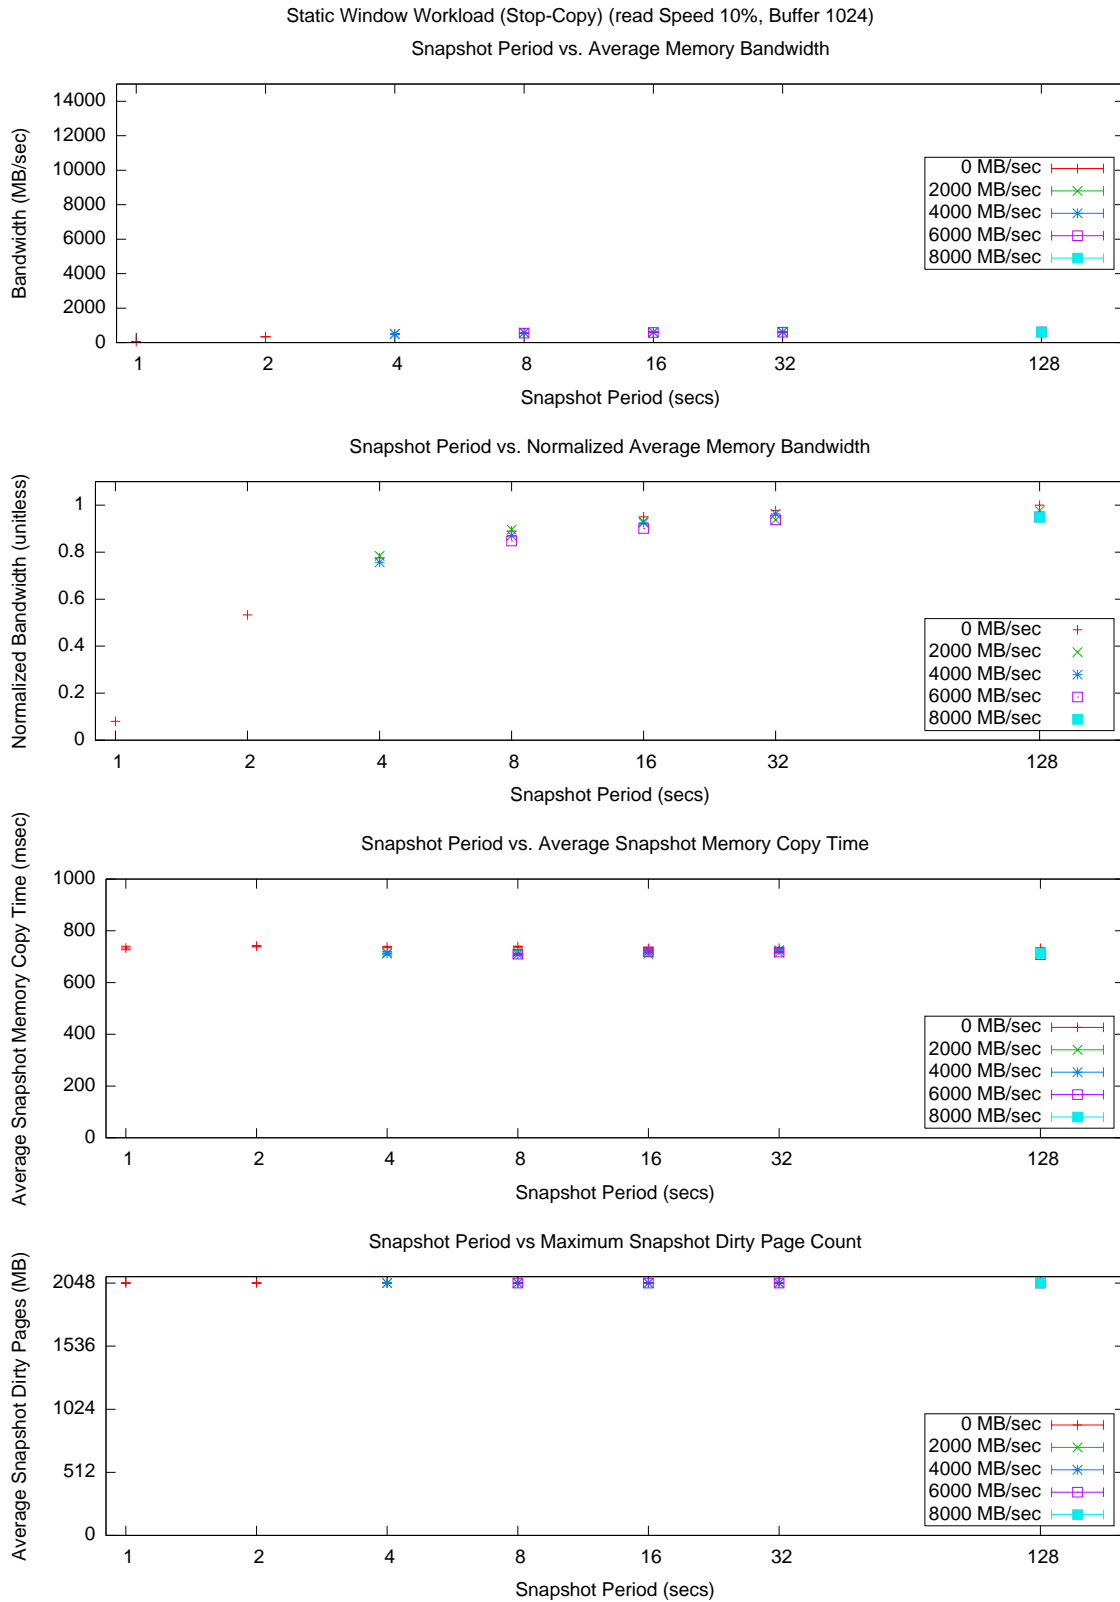 Static Window Workload (Stop-Copy) (read Speed 10%, Buffer 1024)
Snapshot Period vs. Average Memory Bandwidth
Bandwidth (MB/sec)
14000
12000
10000
8000
6000
4000
2000
0
0 MB/sec
2000 MB/sec
4000 MB/sec
6000 MB/sec
8000 MB/sec
1 2 4 8 16 32 128
Snapshot Period (secs)
Snapshot Period vs. Normalized Average Memory Bandwidth
Normalized Bandwidth (unitless)
1
0.8
0.6
0.4
0.2
0
0 MB/sec
2000 MB/sec
4000 MB/sec
6000 MB/sec
8000 MB/sec
1 2 4 8 16 32 128
Snapshot Period (secs)
Snapshot Period vs. Average Snapshot Memory Copy Time
Average Snapshot Memory Copy Time (msec)
1000
800
600
400
200
0
0 MB/sec
2000 MB/sec
4000 MB/sec
6000 MB/sec
8000 MB/sec
1 2 4 8 16 32 128
Snapshot Period (secs)
Snapshot Period vs Maximum Snapshot Dirty Page Count
Average Snapshot Dirty Pages (MB)
2048
1536
1024
512
0
0 MB/sec
2000 MB/sec
4000 MB/sec
6000 MB/sec
8000 MB/sec
1 2 4 8 16 32 128
Snapshot Period (secs)